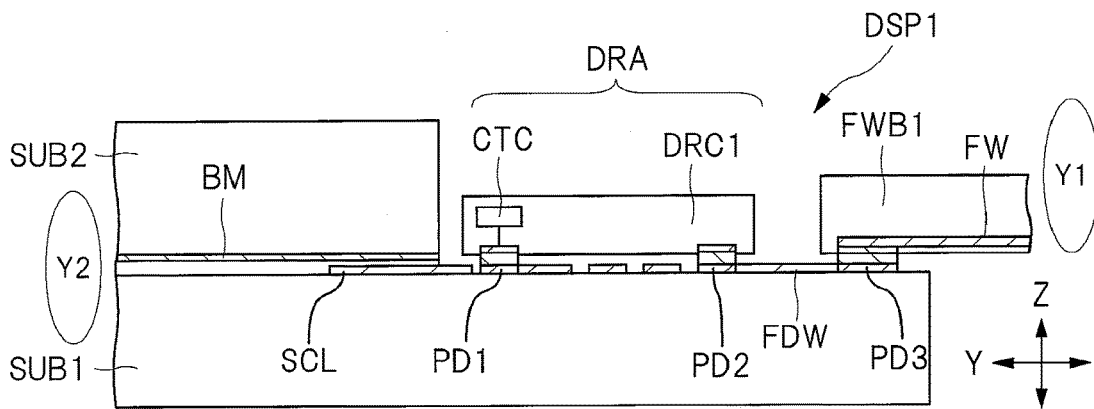 DSP1
DRA
CTC
DRC1
FWB1
FW
Y1
SUB2
BM
Y2
SCL
PD1
PD2
FDW
PD3
Z
Y
SUB1